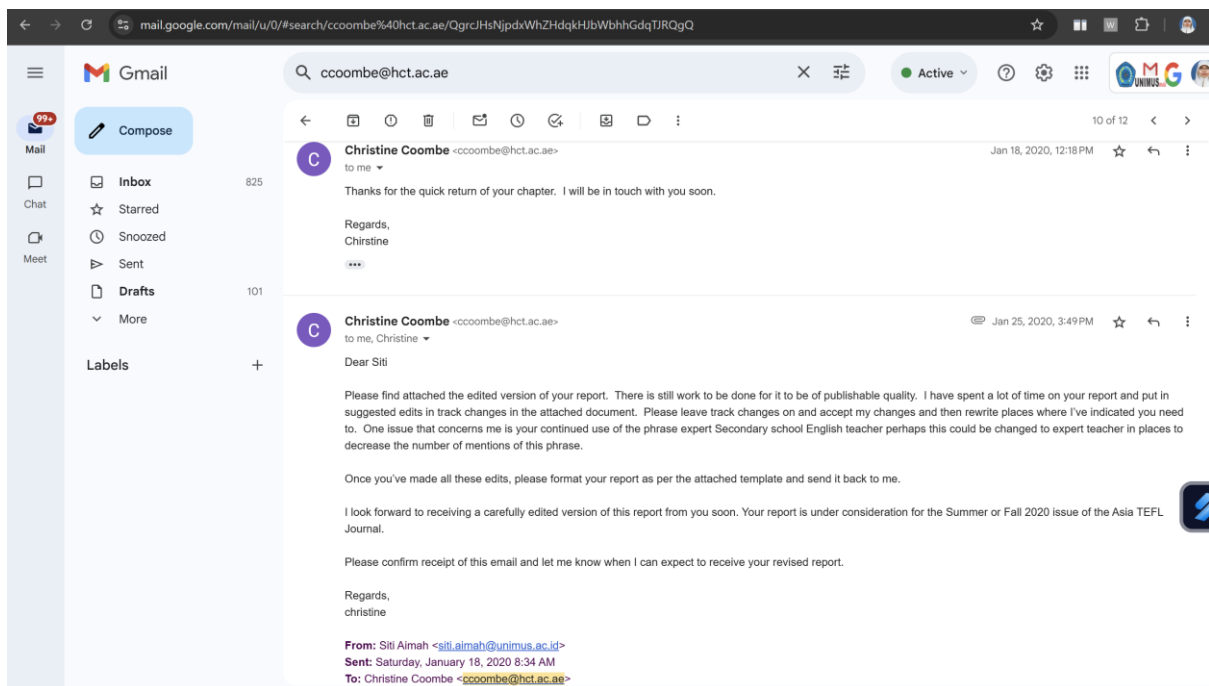 mail.google.com/mail/u/0/#search/ccoombe%40hct.ac.ae/QgrcJHsNjpdxWhZHdqkHJbWbhhGdqTJRQgQ
Gmail
ccoombe@hct.ac.ae
Active
UNIMUS
99+
Mail
Chat
Meet
Compose
Inbox 825
Starred
Snoozed
Sent
Drafts 101
More
Labels
10 of 12
C
Christine Coombe <ccoombe@hct.ac.ae>
Jan 18, 2020, 12:18 PM
to me
Thanks for the quick return of your chapter. I will be in touch with you soon.
Regards,
Chirstine
C
Christine Coombe <ccoombe@hct.ac.ae>
Jan 25, 2020, 3:49 PM
to me, Christine
Dear Siti
Please find attached the edited version of your report. There is still work to be done for it to be of publishable quality. I have spent a lot of time on your report and put in
suggested edits in track changes in the attached document. Please leave track changes on and accept my changes and then rewrite places where I've indicated you need
to. One issue that concerns me is your continued use of the phrase expert Secondary school English teacher perhaps this could be changed to expert teacher in places to
decrease the number of mentions of this phrase.
Once you've made all these edits, please format your report as per the attached template and send it back to me.
I look forward to receiving a carefully edited version of this report from you soon. Your report is under consideration for the Summer or Fall 2020 issue of the Asia TEFL
Journal.
Please confirm receipt of this email and let me know when I can expect to receive your revised report.
Regards,
christine
From: Siti Aimah <siti.aimah@unimus.ac.id>
Sent: Saturday, January 18, 2020 8:34 AM
To: Christine Coombe <ccoombe@hct.ac.ae>